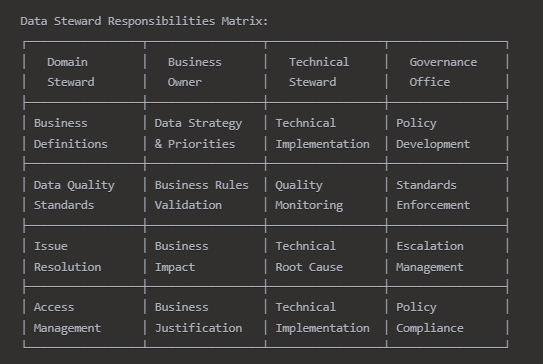 Data Steward Responsibilities Matrix:
Domain Business Technical Governance
Steward Owner Steward Office
Business Data Strategy Technical Policy
Definitions & Priorities Implementation Development
Data Quality Business Rules Quality Standards
Standards Validation Monitoring Enforcement
Issue Business Technical Escalation
Resolution Impact Root Cause Management
Access Business Technical Policy
Management Justification Implementation Compliance